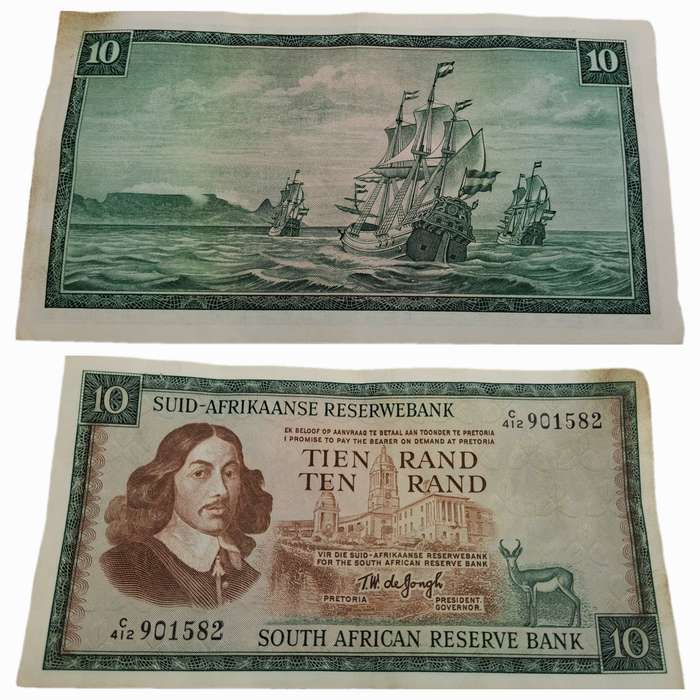 10
10
10
SUID-AFRIKAANSE RESERWEBANK
C/412 901582
EK BELOOF OP AANVRAAG TE BETAAL AAN TOONDER TE PRETORIA
I PROMISE TO PAY THE BEARER ON DEMAND AT PRETORIA
TIEN RAND
TEN RAND
VIR DIE SUID-AFRIKAANSE RESERWEBANK
FOR THE SOUTH AFRICAN RESERVE BANK
T.W. de Jongh
PRETORIA
PRESIDENT.
GOVERNOR.
C/412 901582
SOUTH AFRICAN RESERVE BANK
10